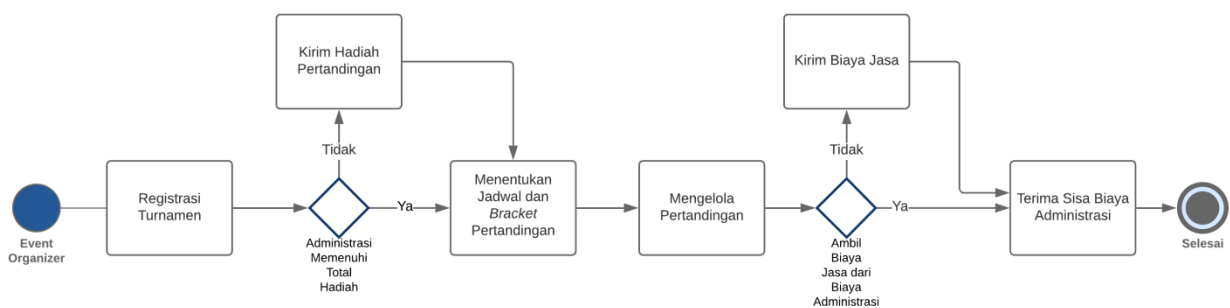 Event
Organizer
Registrasi
Turnamen
Administrasi
Memenuhi
Total
Hadiah
Tidak
Kirim Hadiah
Pertandingan
Ya
Menentukan
Jadwal dan
Bracket
Pertandingan
Mengelola
Pertandingan
Ambil
Biaya
Jasa dari
Biaya
Administrasi
Tidak
Kirim Biaya Jasa
Ya
Terima Sisa Biaya
Administrasi
Selesai